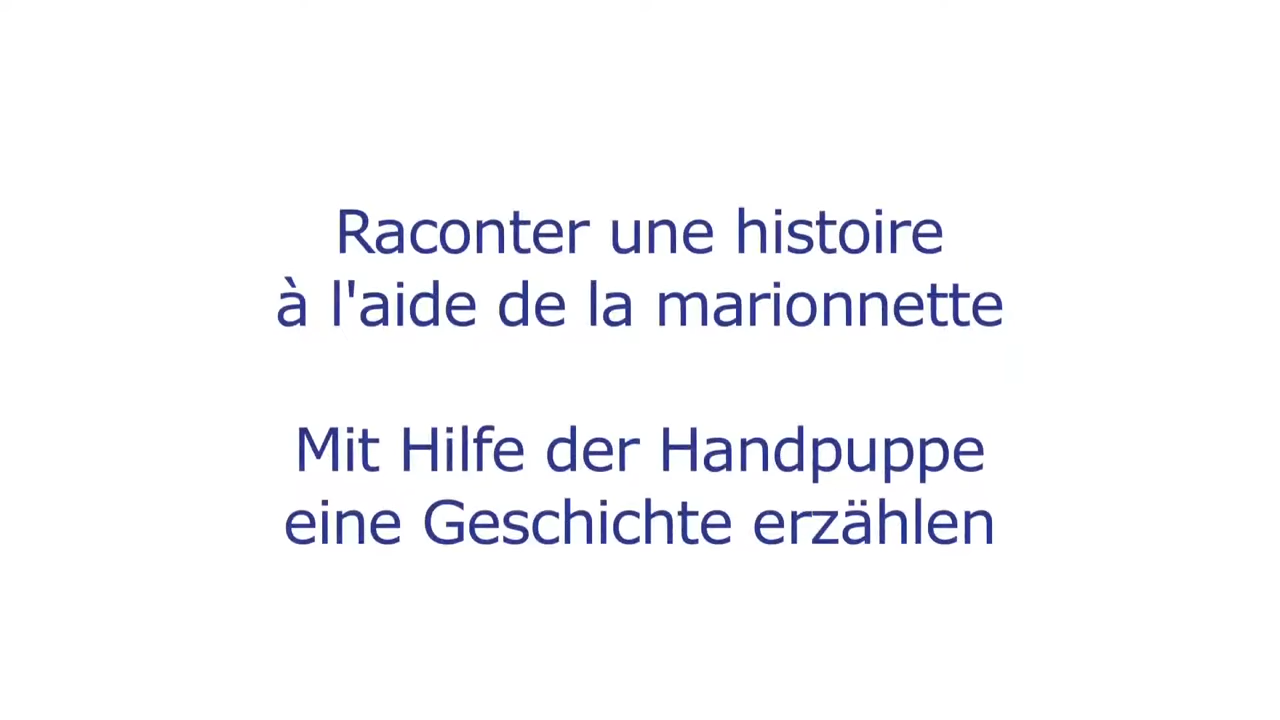 Raconter une histoire
à l'aide de la marionnette
Mit Hilfe der Handpuppe
eine Geschichte erzählen